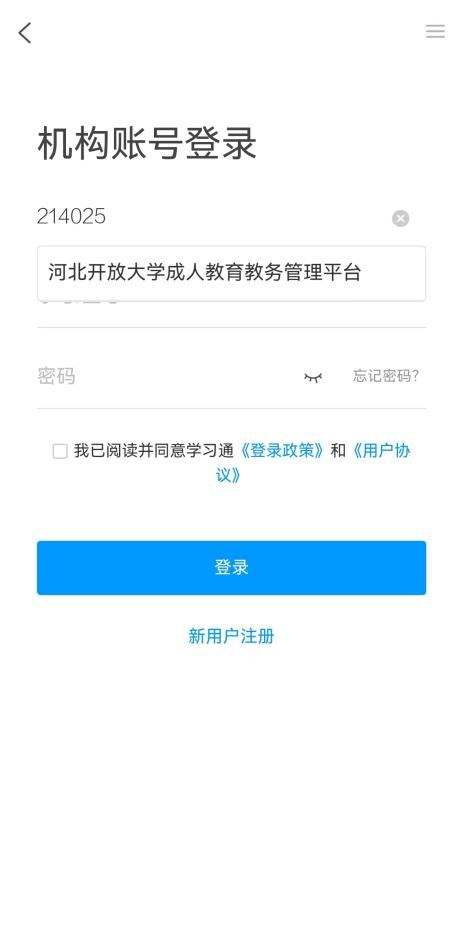 机构账号登录
214025
河北开放大学成人教育教务管理平台
密码
忘记密码?
我已阅读并同意学习通《登录政策》和《用户协
议》
登录
新用户注册